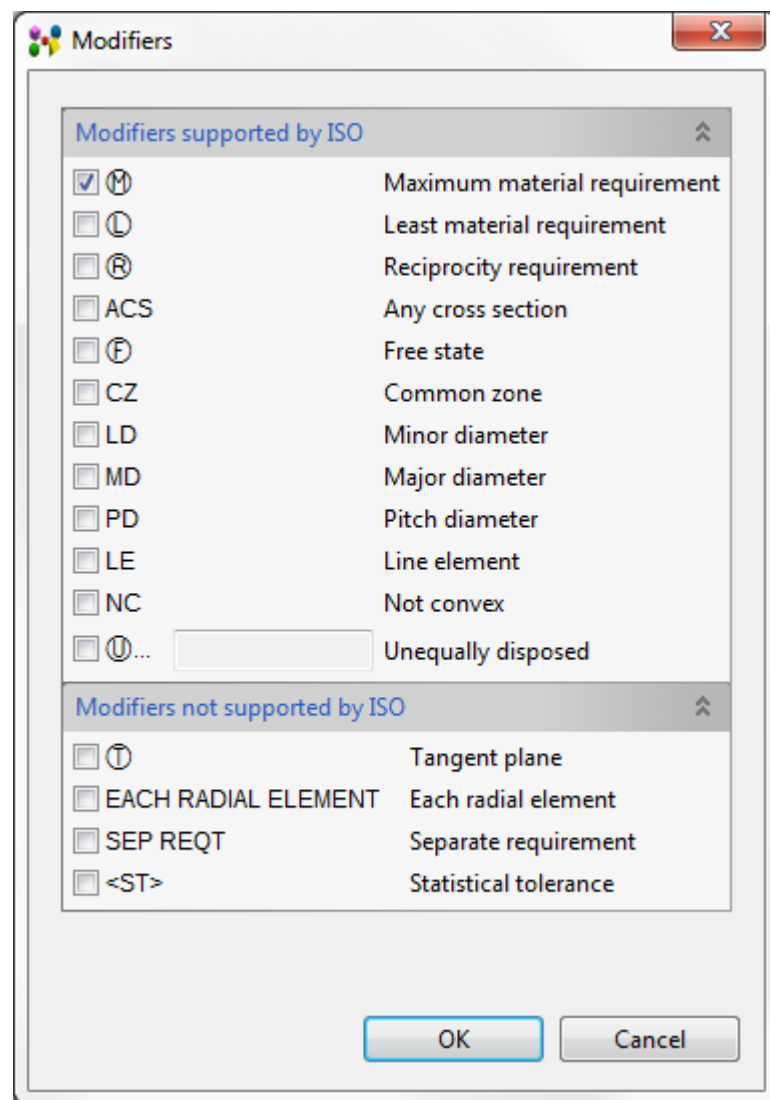 Modifiers
Modifiers supported by ISO
Ⓜ Maximum material requirement
Ⓛ Least material requirement
Ⓡ Reciprocity requirement
ACS Any cross section
Ⓕ Free state
CZ Common zone
LD Minor diameter
MD Major diameter
PD Pitch diameter
LE Line element
NC Not convex
Ⓤ... Unequally disposed
Modifiers not supported by ISO
Ⓣ Tangent plane
EACH RADIAL ELEMENT Each radial element
SEP REQT Separate requirement
<ST> Statistical tolerance
OK Cancel